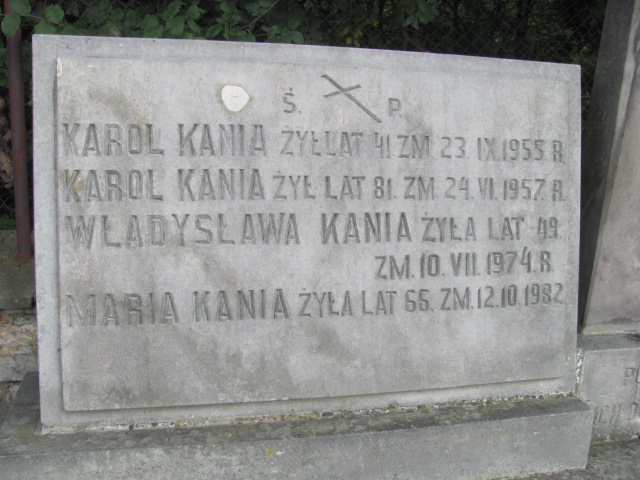 Ś. P.
KAROL KANIA ŻYŁ LAT 41 ZM 23. IX. 1955 R.
KAROL KANIA ŻYŁ LAT 81. ZM. 24. VI. 1957. R.
WŁADYSŁAWA KANIA ŻYŁA LAT 49.
ZM. 10. VII. 1974. R
MARIA KANIA ŻYŁA LAT 66. ZM. 12.10. 1982.